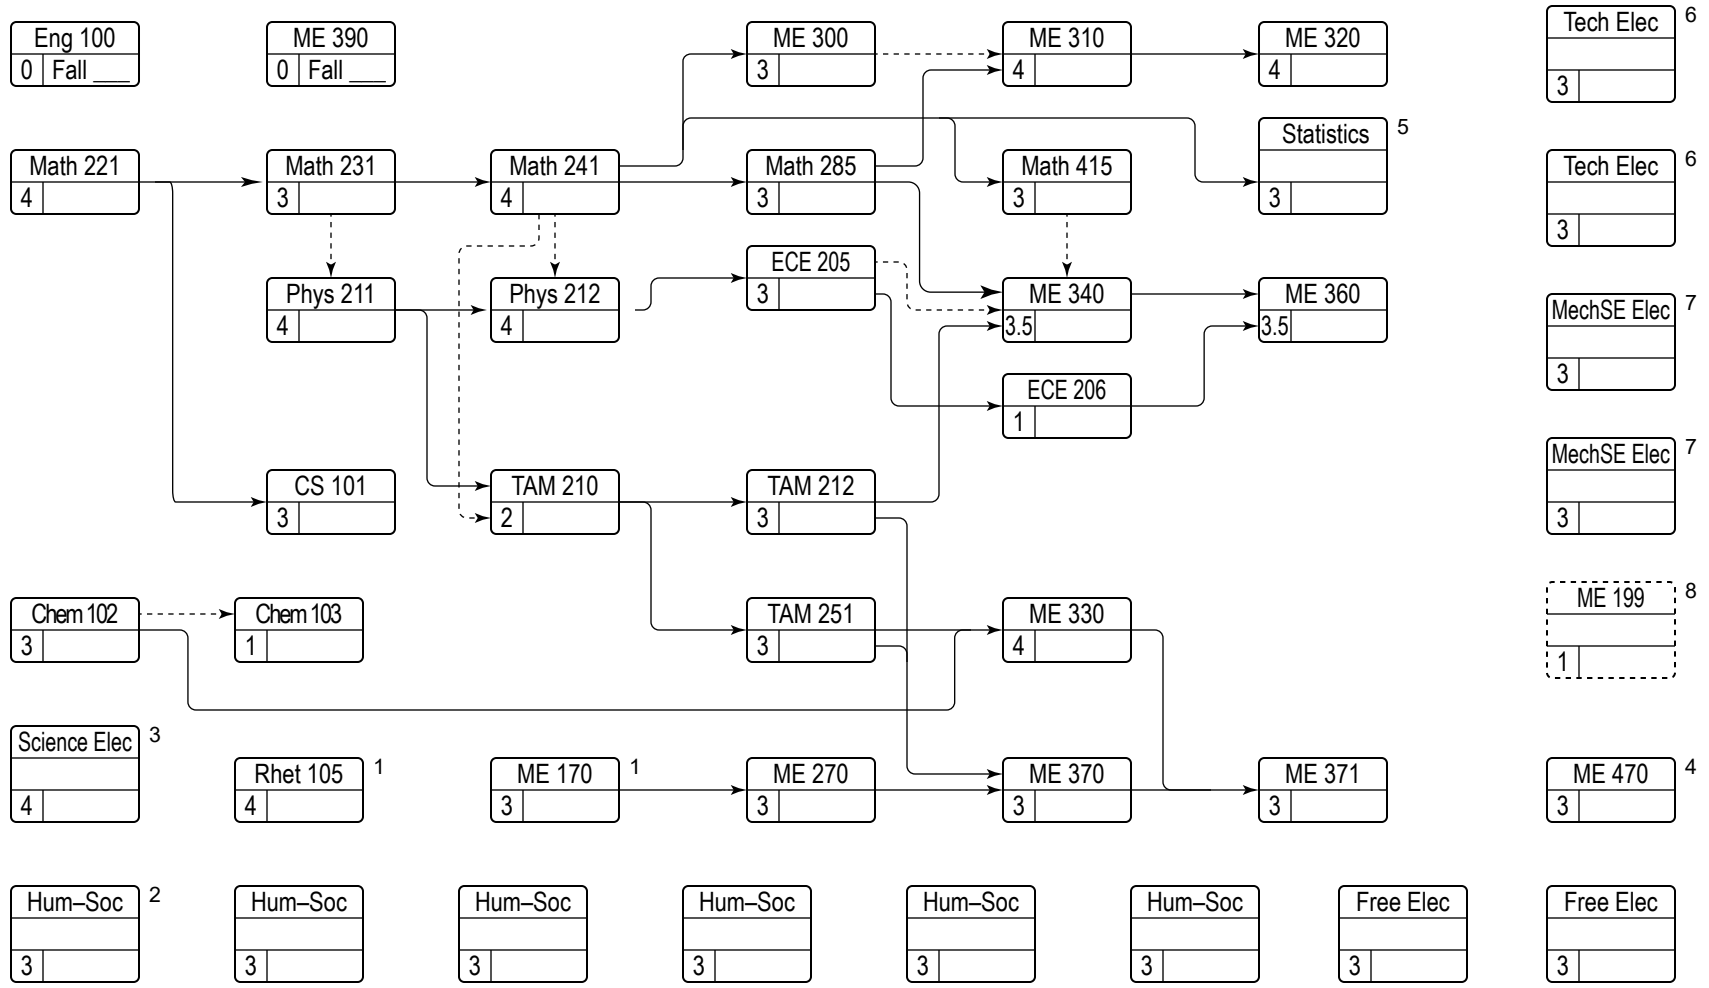 Eng 100
0 Fall ___
ME 390
0 Fall ___
ME 300
3
ME 310
4
ME 320
4
Tech Elec 6
3
Math 221
4
Math 231
3
Math 241
4
Math 285
3
Math 415
3
Statistics 5
3
Tech Elec 6
3
Phys 211
4
Phys 212
4
ECE 205
3
ME 340
3.5
ME 360
3.5
MechSE Elec 7
3
ECE 206
1
CS 101
3
TAM 210
2
TAM 212
3
MechSE Elec 7
3
Chem 102
3
Chem 103
1
TAM 251
3
ME 330
4
ME 199 8
1
Science Elec 3
4
Rhet 105 1
4
ME 170 1
3
ME 270
3
ME 370
3
ME 371
3
ME 470 4
3
Hum–Soc 2
3
Hum–Soc
3
Hum–Soc
3
Hum–Soc
3
Hum–Soc
3
Hum–Soc
3
Free Elec
3
Free Elec
3